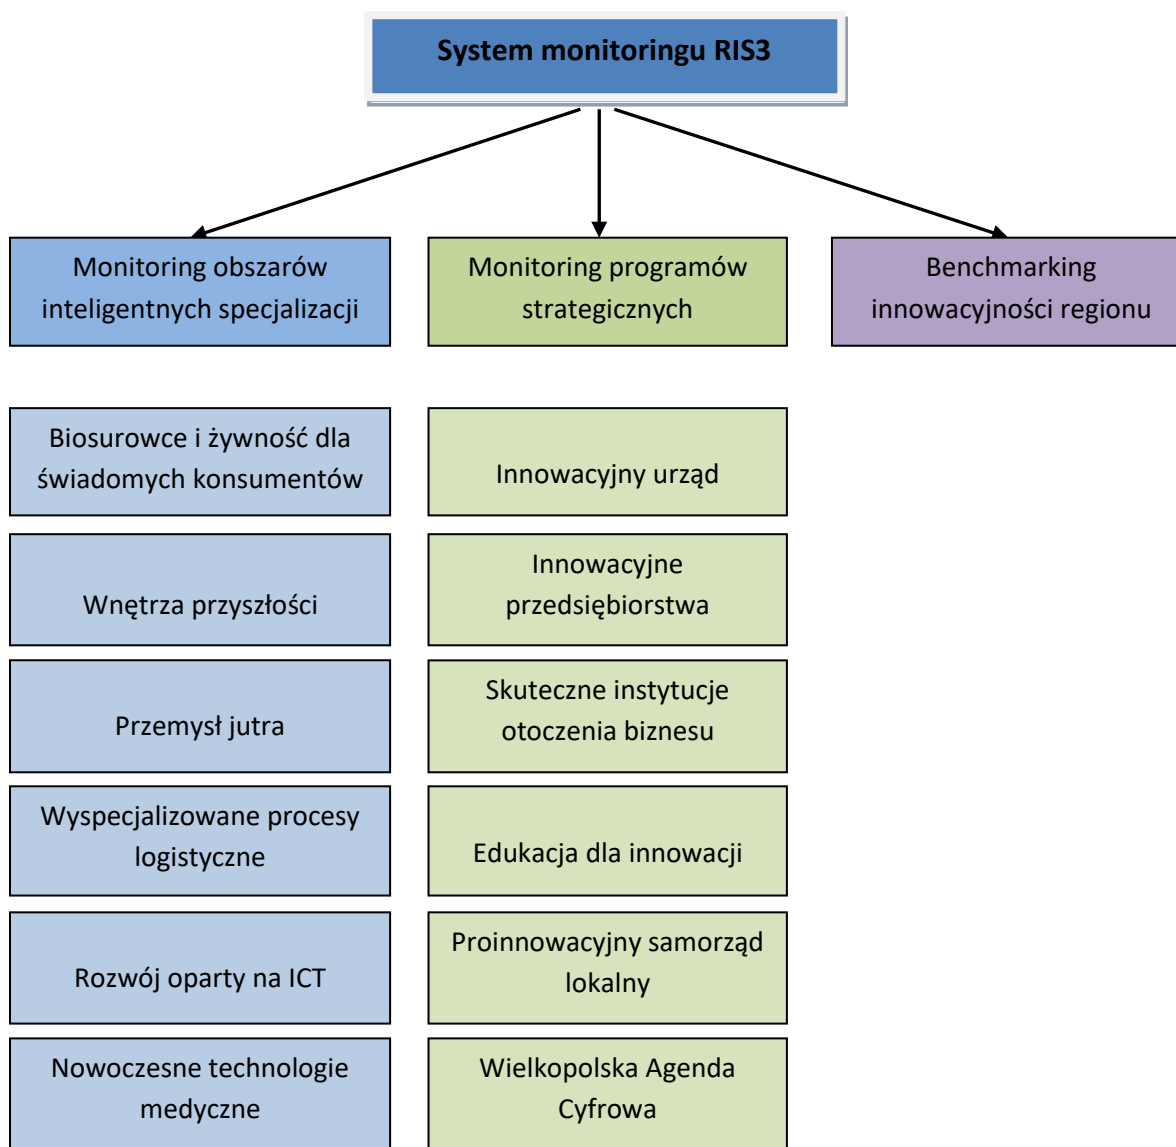 System monitoringu RIS3
Monitoring obszarów
inteligentnych specjalizacji
Monitoring programów
strategicznych
Benchmarking
innowacyjności regionu
Biosurowce i żywność dla
świadomych konsumentów
Wnętrza przyszłości
Przemysł jutra
Wyspecjalizowane procesy
logistyczne
Rozwój oparty na ICT
Nowoczesne technologie
medyczne
Innowacyjny urząd
Innowacyjne
przedsiębiorstwa
Skuteczne instytucje
otoczenia biznesu
Edukacja dla innowacji
Proinnowacyjny samorząd
lokalny
Wielkopolska Agenda
Cyfrowa